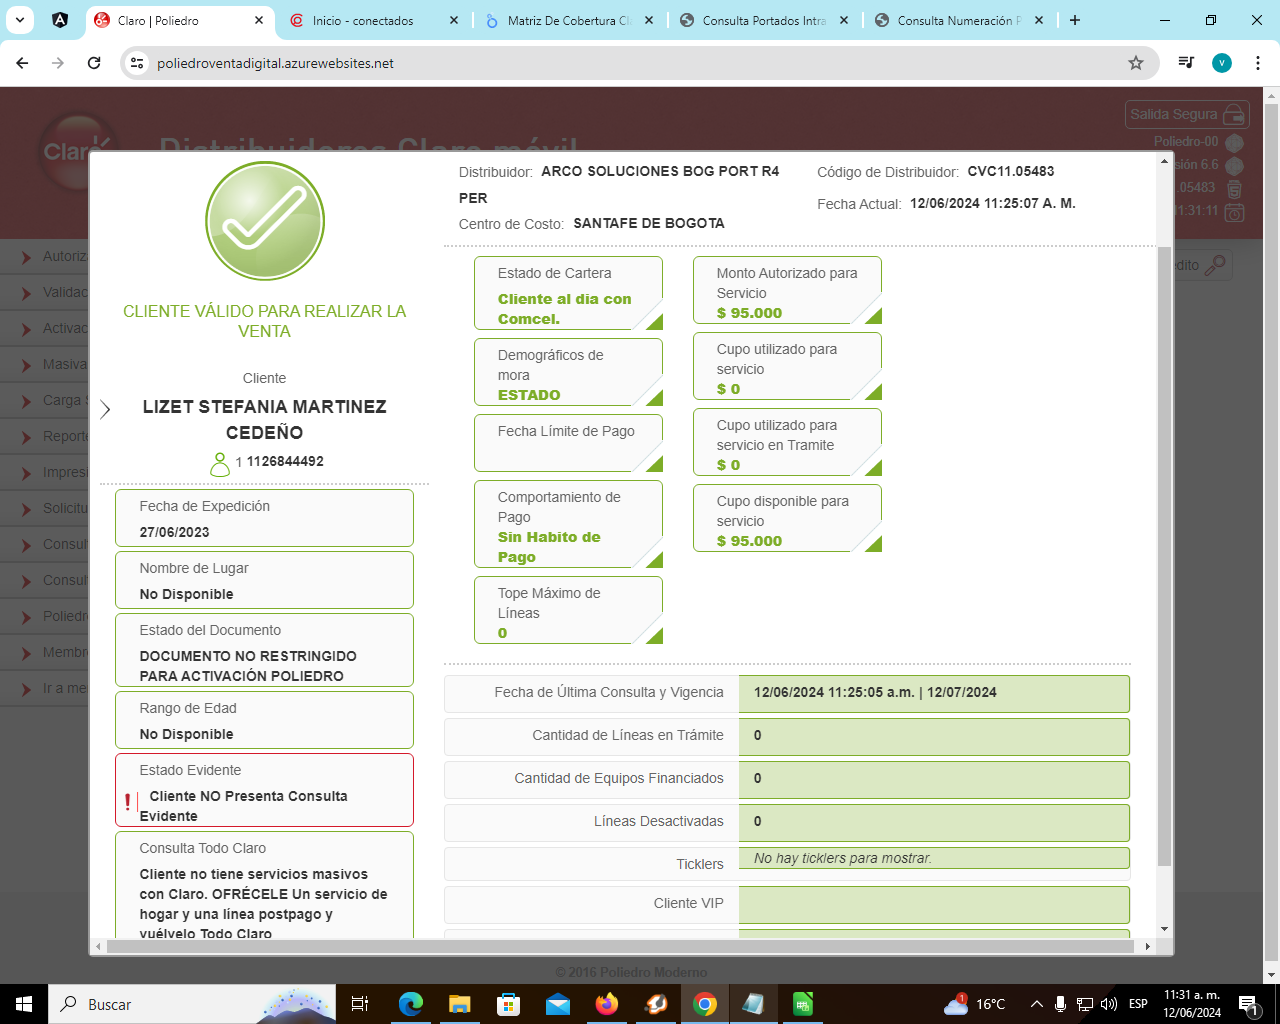 Claro | Poliedro
Inicio - conectados
Matriz De Cobertura Cl
Consulta Portados Intra
Consulta Numeración P
poliedroventadigital.azurewebsites.net
V
Claro
Distribuidores Claro móvil
Salida Segura
Poliedro-00
sión 6.6
.05483
11:31:11
Autoriz
Validac
Activac
Masiva
Carga S
Reporte
Impresi
Solicitu
Consul
Consul
Poliedr
Membr
Ir a me
édito
CLIENTE VÁLIDO PARA REALIZAR LA
VENTA
Cliente
LIZET STEFANIA MARTINEZ
CEDEÑO
1 1126844492
Fecha de Expedición
27/06/2023
Nombre de Lugar
No Disponible
Estado del Documento
DOCUMENTO NO RESTRINGIDO
PARA ACTIVACIÓN POLIEDRO
Rango de Edad
No Disponible
Estado Evidente
Cliente NO Presenta Consulta
Evidente
Consulta Todo Claro
Cliente no tiene servicios masivos
con Claro. OFRÉCELE Un servicio de
hogar y una línea postpago y
vuélvelo Todo Claro
Distribuidor: ARCO SOLUCIONES BOG PORT R4
PER
Centro de Costo: SANTAFE DE BOGOTA
Código de Distribuidor: CVC11.05483
Fecha Actual: 12/06/2024 11:25:07 A. M.
Estado de Cartera
Cliente al dia con
Comcel.
Demográficos de
mora
ESTADO
Fecha Límite de Pago
Comportamiento de
Pago
Sin Habito de
Pago
Tope Máximo de
Líneas
0
Monto Autorizado para
Servicio
$ 95.000
Cupo utilizado para
servicio
$ 0
Cupo utilizado para
servicio en Tramite
$ 0
Cupo disponible para
servicio
$ 95.000
Fecha de Última Consulta y Vigencia 12/06/2024 11:25:05 a.m. | 12/07/2024
Cantidad de Líneas en Trámite 0
Cantidad de Equipos Financiados 0
Líneas Desactivadas 0
Ticklers No hay ticklers para mostrar.
Cliente VIP
© 2016 Poliedro Moderno
Buscar
1
16°C
ESP
11:31 a. m.
12/06/2024
1